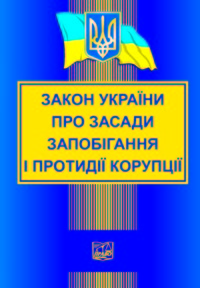 ЗАКОН УКРАЇНИ
ПРО ЗАСАДИ
ЗАПОБІГАННЯ
І ПРОТИДІЇ КОРУПЦІЇ